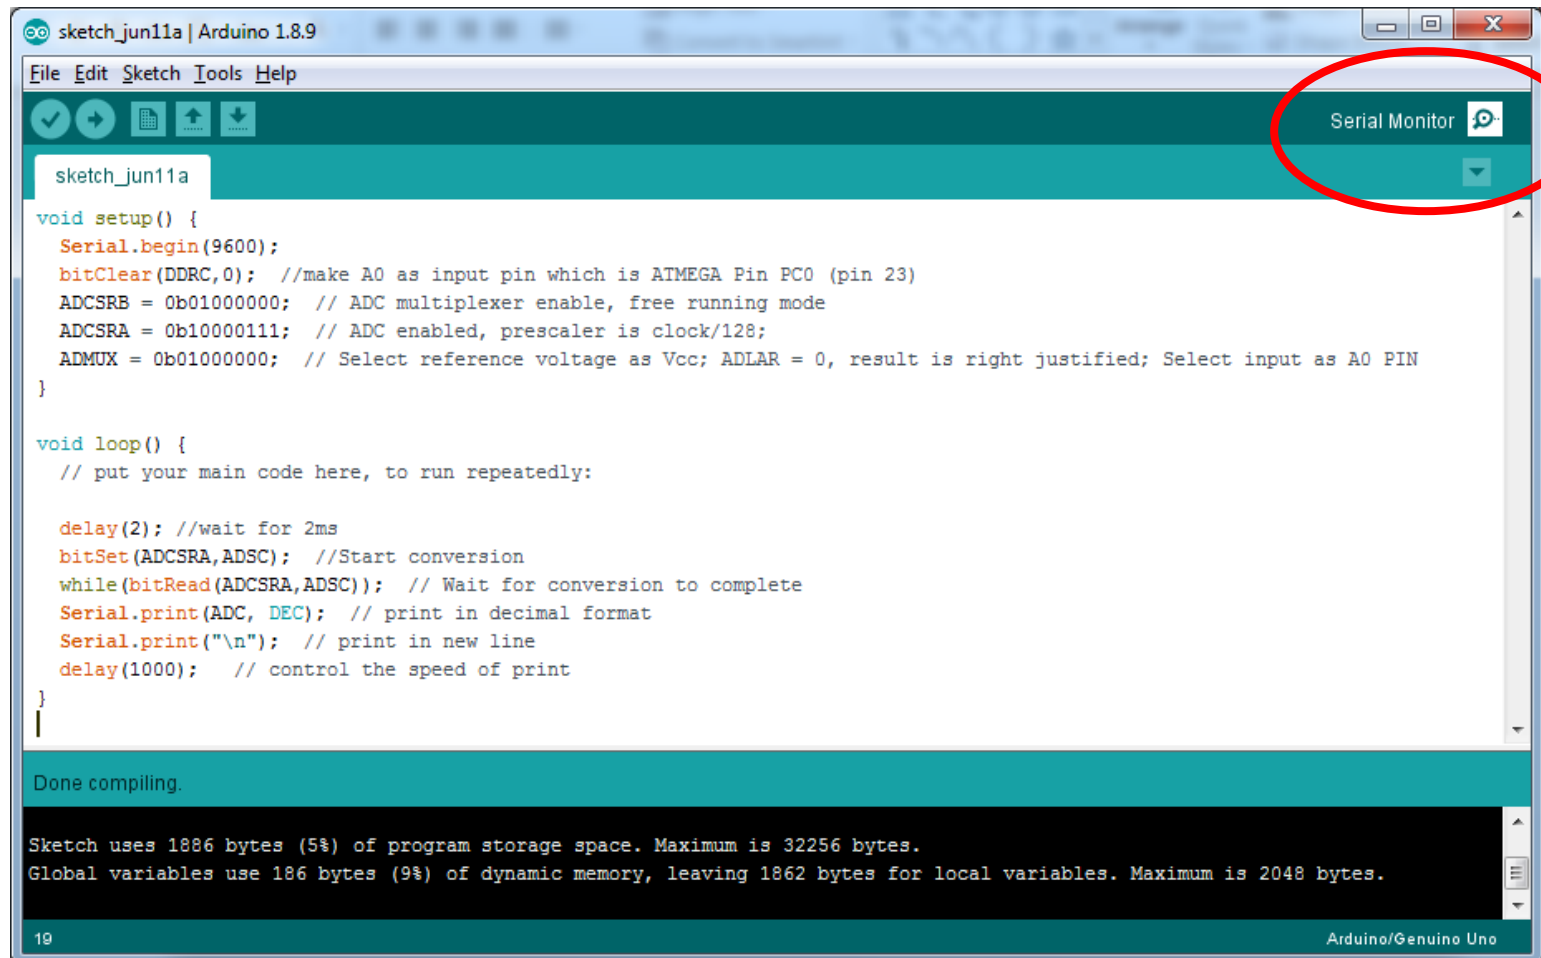 sketch_jun11a | Arduino 1.8.9
File Edit Sketch Tools Help
Serial Monitor
sketch_jun11a
void setup() {
  Serial.begin(9600);
  bitClear(DDRC,0);  //make A0 as input pin which is ATMEGA Pin PC0 (pin 23)
  ADCSRB = 0b01000000;  // ADC multiplexer enable, free running mode
  ADCSRA = 0b10000111;  // ADC enabled, prescaler is clock/128;
  ADMUX = 0b01000000;  // Select reference voltage as Vcc; ADLAR = 0, result is right justified; Select input as A0 PIN
}
void loop() {
  // put your main code here, to run repeatedly:
  delay(2); //wait for 2ms
  bitSet(ADCSRA,ADSC);  //Start conversion
  while(bitRead(ADCSRA,ADSC));  // Wait for conversion to complete
  Serial.print(ADC, DEC);  // print in decimal format
  Serial.print("\n");  // print in new line
  delay(1000);   // control the speed of print
}
Done compiling.
Sketch uses 1886 bytes (5%) of program storage space. Maximum is 32256 bytes.
Global variables use 186 bytes (9%) of dynamic memory, leaving 1862 bytes for local variables. Maximum is 2048 bytes.
19 Arduino/Genuino Uno